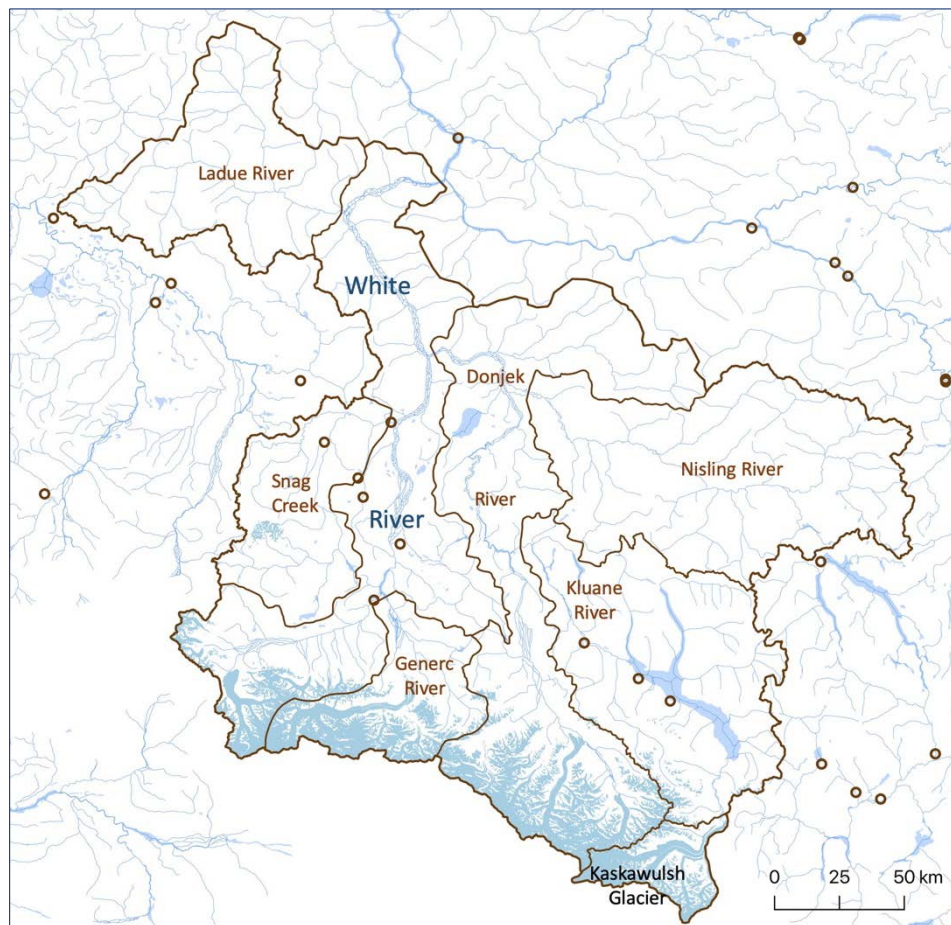 Ladue River
White
Donjek
Nisling River
Snag
Creek
River
River
Kluane
River
Generc
River
Kaskawulsh
Glacier
0 25 50 km